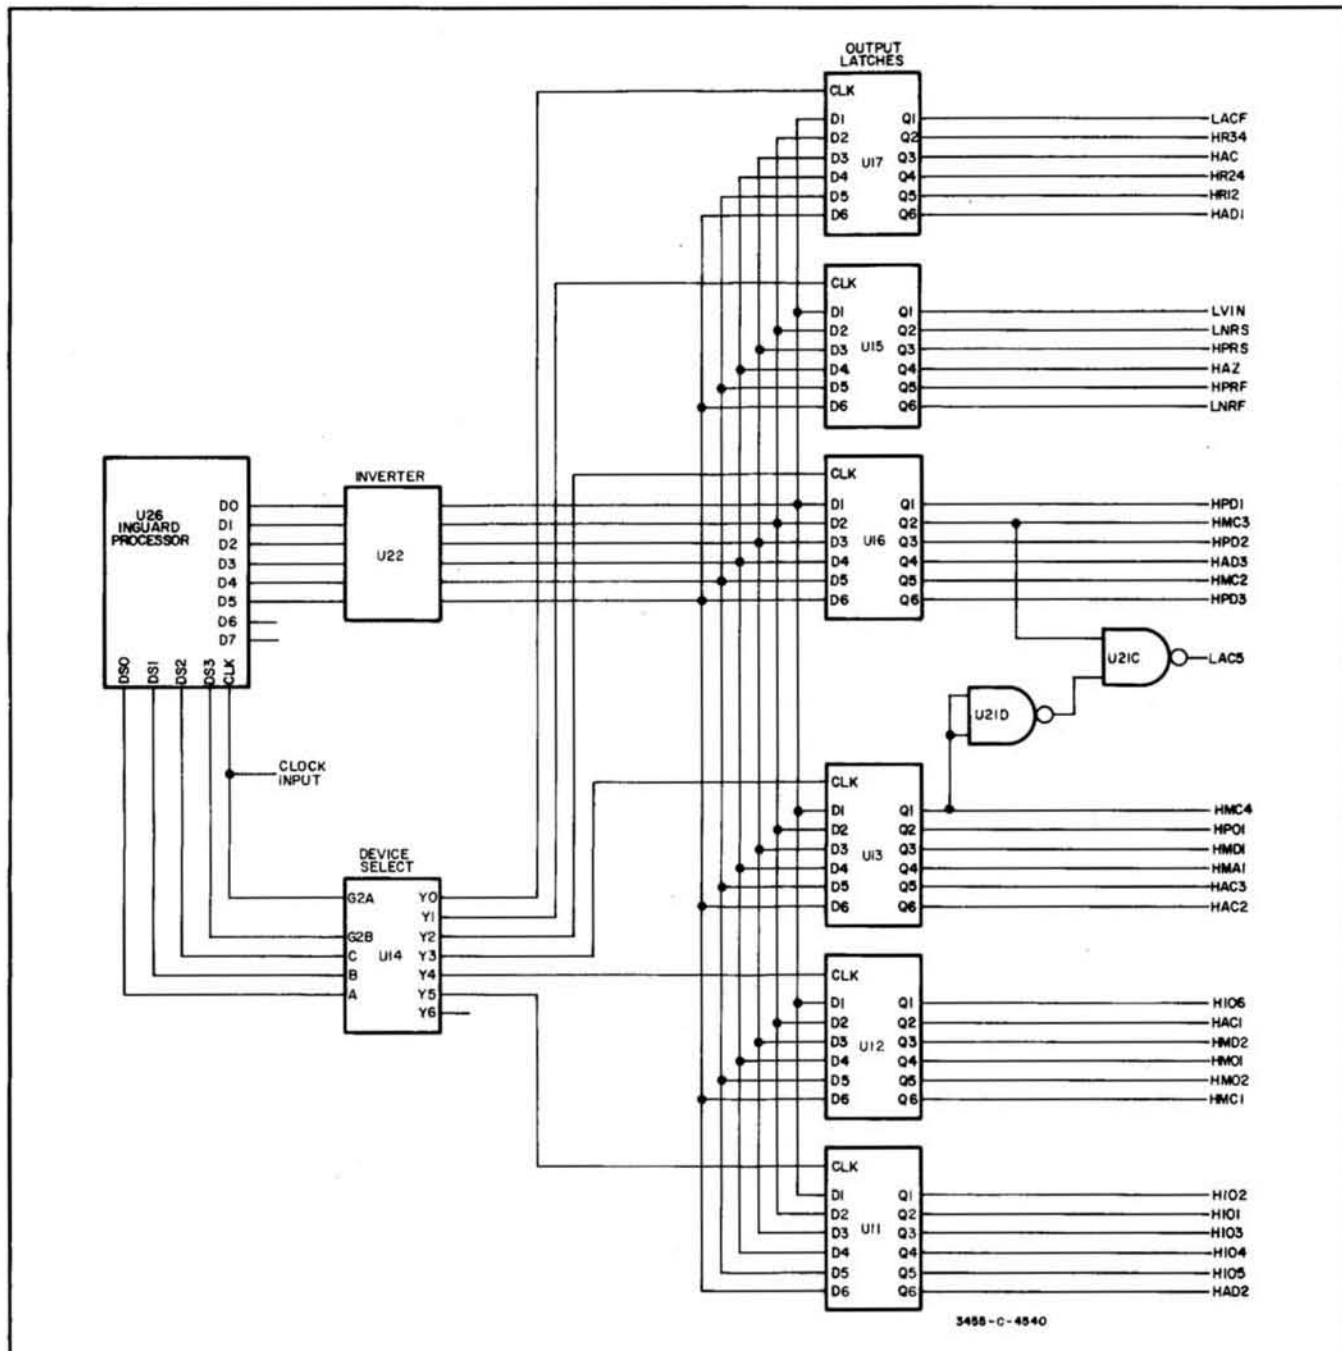 OUTPUT
LATCHES
CLK
D1 Q1 LACF
D2 Q2 HR34
D3 U17 Q3 HAC
D4 Q4 HR24
D5 Q5 HR12
D6 Q6 HAD1
CLK
D1 Q1 LVIN
D2 Q2 LNRS
D3 U15 Q3 HPRS
D4 Q4 HAZ
D5 Q5 HPRF
D6 Q6 LNRF
CLK
D1 Q1 HPD1
D2 Q2 HMC3
D3 U16 Q3 HPD2
D4 Q4 HAD3
D5 Q5 HMC2
D6 Q6 HPD3
U26
INGUARD
PROCESSOR
D0
D1
D2
D3
D4
D5
D6
D7
DS0 DS1 DS2 DS3 CLK
INVERTER
U22
U21C LAC5
U21D
CLOCK
INPUT
CLK
D1 Q1 HMC4
D2 Q2 HPO1
D3 U13 Q3 HMD1
D4 Q4 HMA1
D5 Q5 HAC3
D6 Q6 HAC2
DEVICE
SELECT
G2A Y0
Y1
G2B Y2
C U14 Y3
B Y4
A Y5
Y6
CLK
D1 Q1 HIO6
D2 Q2 HAC1
D3 U12 Q3 HMD2
D4 Q4 HMO1
D5 Q5 HMO2
D6 Q6 HMC1
CLK
D1 Q1 HIO2
D2 Q2 HIO1
D3 U11 Q3 HIO3
D4 Q4 HIO4
D5 Q5 HIO5
D6 Q6 HAD2
3455-C-4540